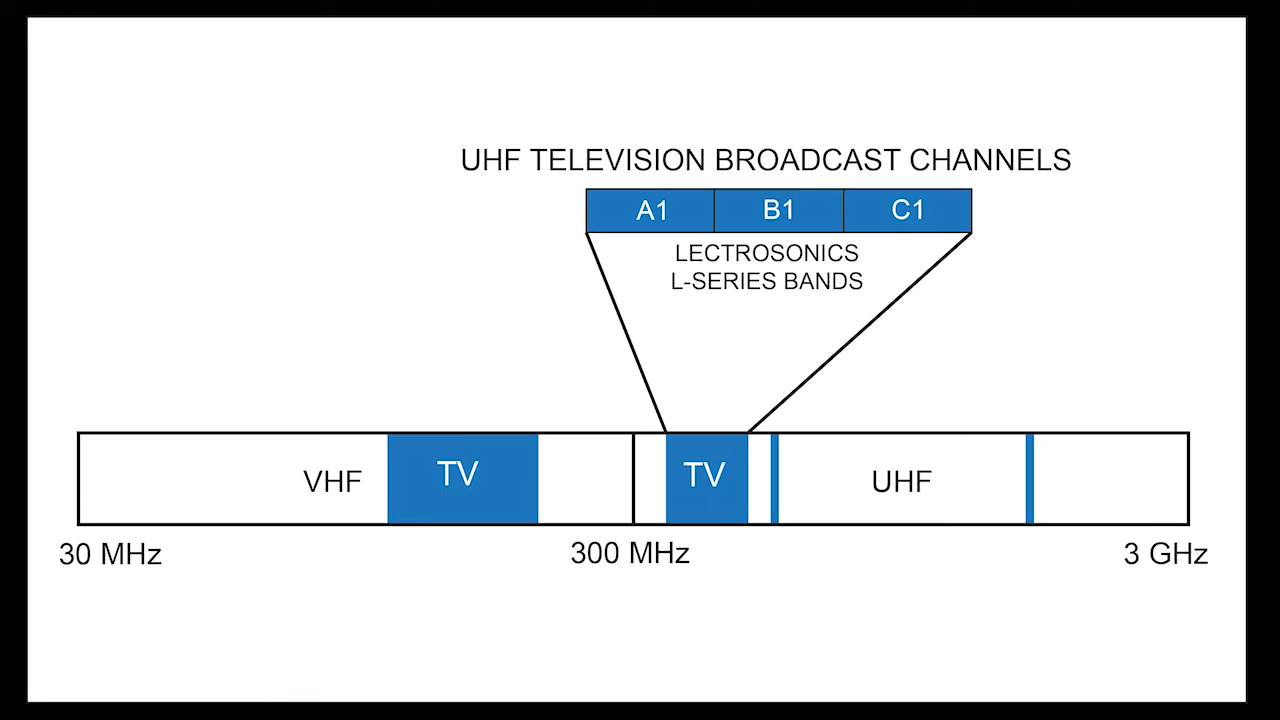 UHF TELEVISION BROADCAST CHANNELS
A1 B1 C1
LECTROSONICS
L-SERIES BANDS
VHF TV TV UHF
30 MHz 300 MHz 3 GHz